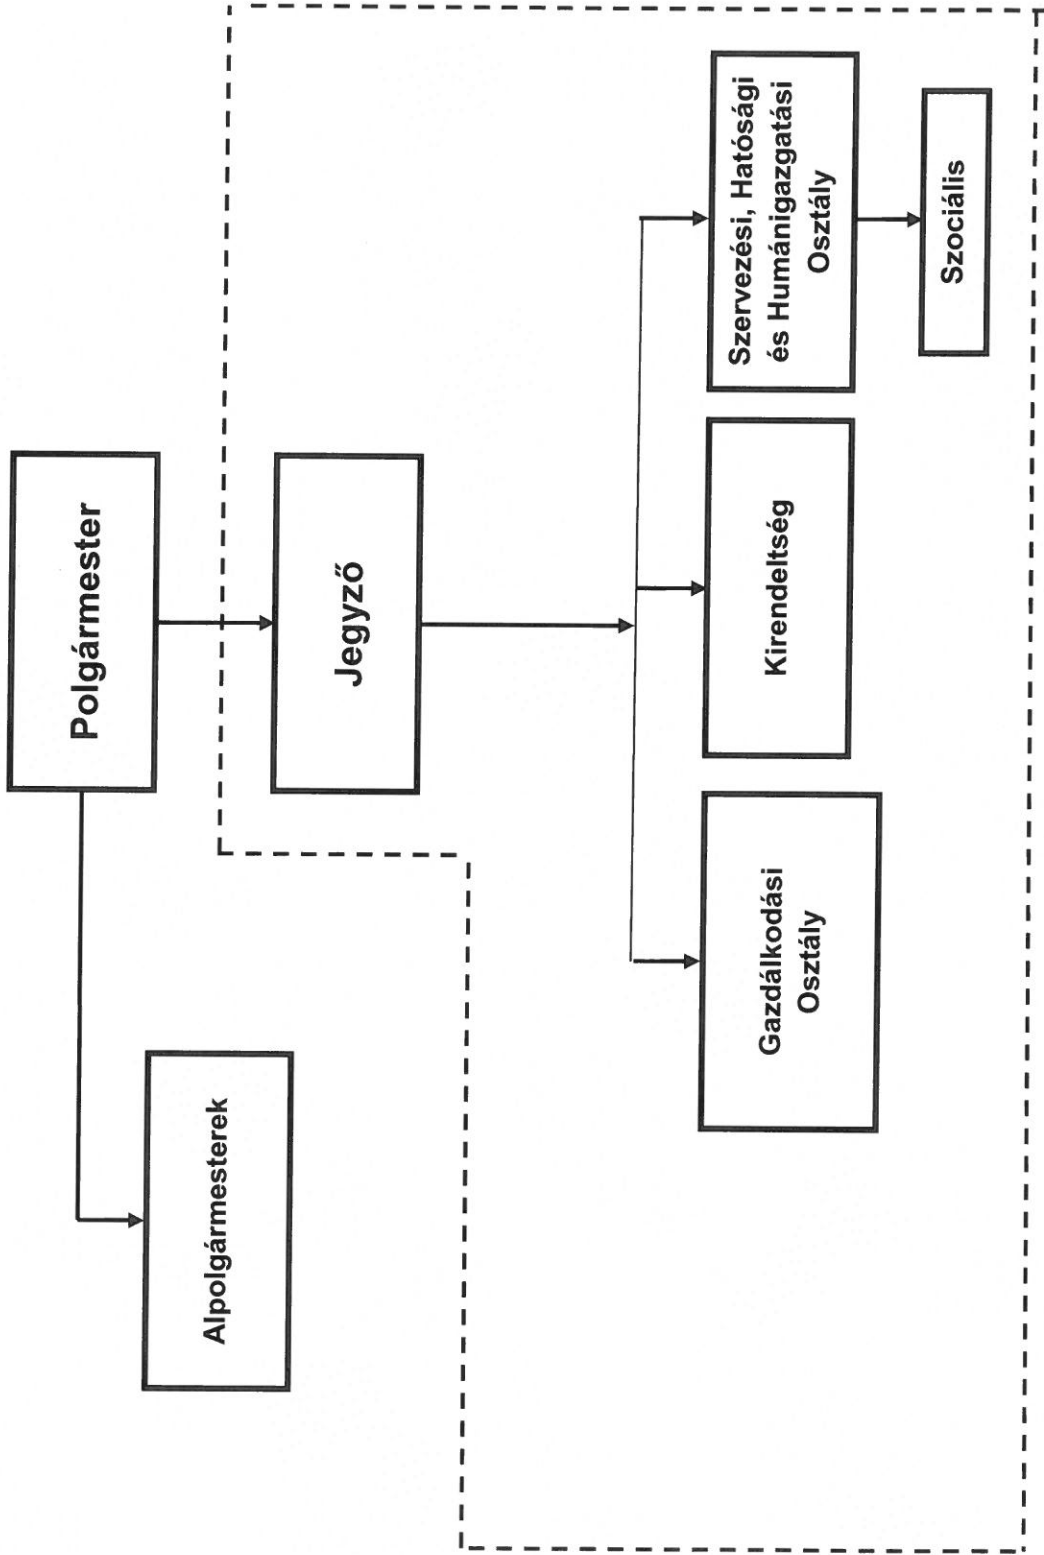 Polgármester
Alpolgármesterek
Jegyző
Gazdálkodási
Osztály
Kirendeltség
Szervezési, Hatósági
és Humánigazgatási
Osztály
Szociális